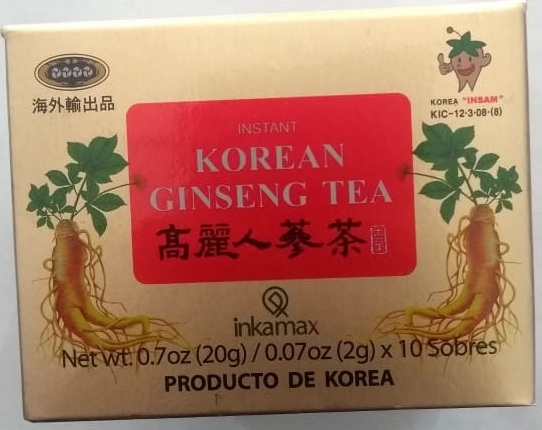 海外輸出品
KOREA "INSAM"
KIC-12·3·08·(8)
INSTANT
KOREAN
GINSENG TEA
高麗人蔘茶
inkamax
Net wt. 0.7oz (20g) / 0.07oz (2g) x 10 Sobres
PRODUCTO DE KOREA